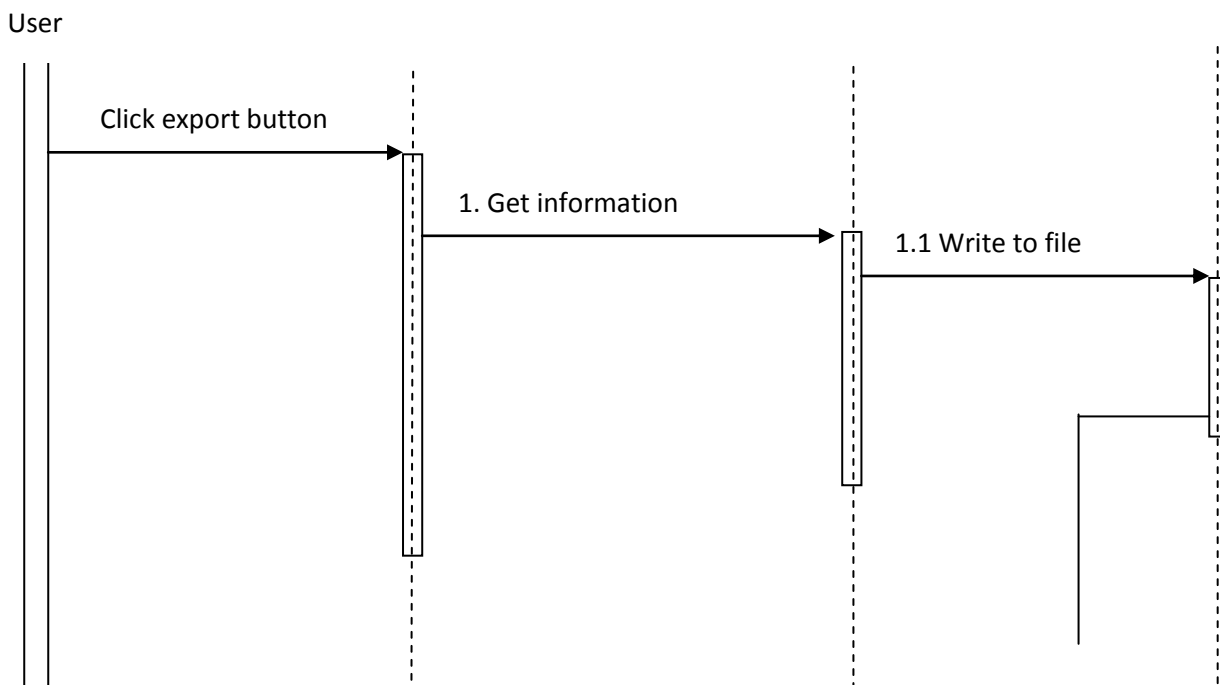 User
Click export button
1. Get information
1.1 Write to file